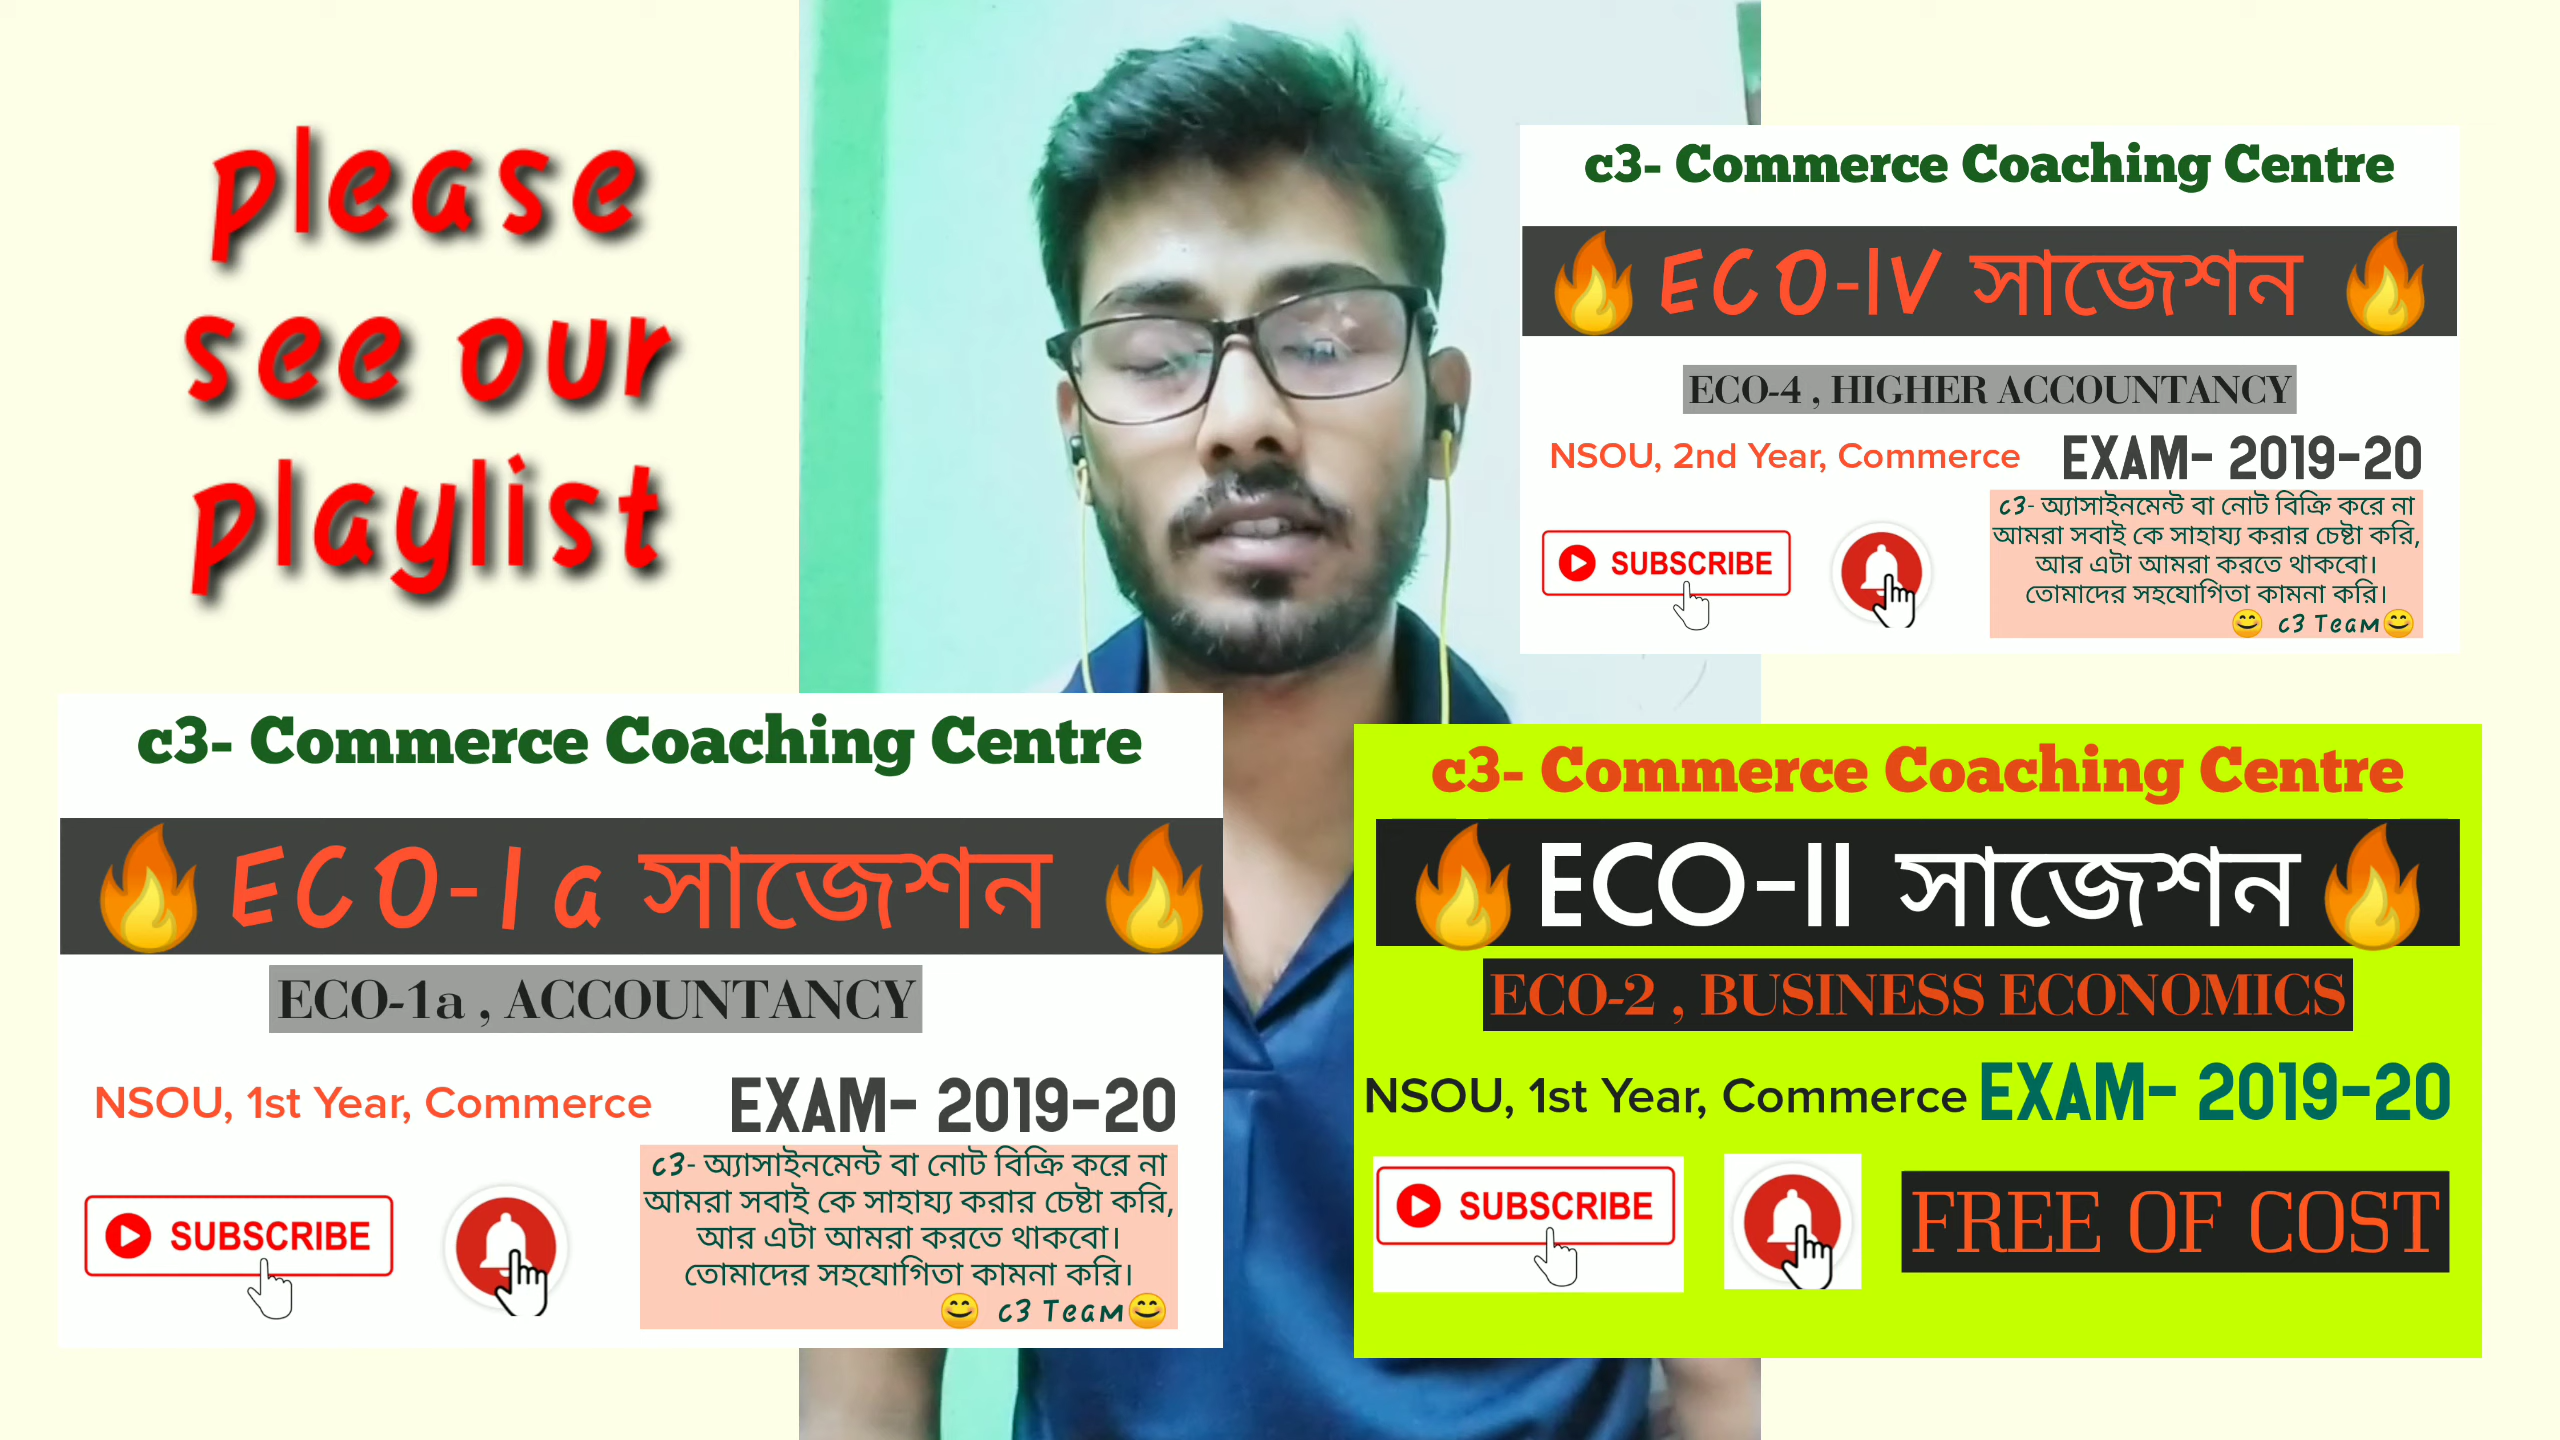 please
see our
playlist
c3- Commerce Coaching Centre
ECO-IV সাজেশন
ECO-4 , HIGHER ACCOUNTANCY
NSOU, 2nd Year, Commerce EXAM- 2019-20
c3- অ্যাসাইনমেন্ট বা নোট বিক্রি করে না
আমরা সবাই কে সাহায্য করার চেষ্টা করি,
আর এটা আমরা করতে থাকবো।
তোমাদের সহযোগিতা কামনা করি।
😊 c3 Team😊
SUBSCRIBE
c3- Commerce Coaching Centre
ECO-1a সাজেশন
ECO-1a , ACCOUNTANCY
NSOU, 1st Year, Commerce EXAM- 2019-20
c3- অ্যাসাইনমেন্ট বা নোট বিক্রি করে না
আমরা সবাই কে সাহায্য করার চেষ্টা করি,
আর এটা আমরা করতে থাকবো।
তোমাদের সহযোগিতা কামনা করি।
😊 c3 Team😊
SUBSCRIBE
c3- Commerce Coaching Centre
ECO-II সাজেশন
ECO-2 , BUSINESS ECONOMICS
NSOU, 1st Year, Commerce EXAM- 2019-20
SUBSCRIBE
FREE OF COST